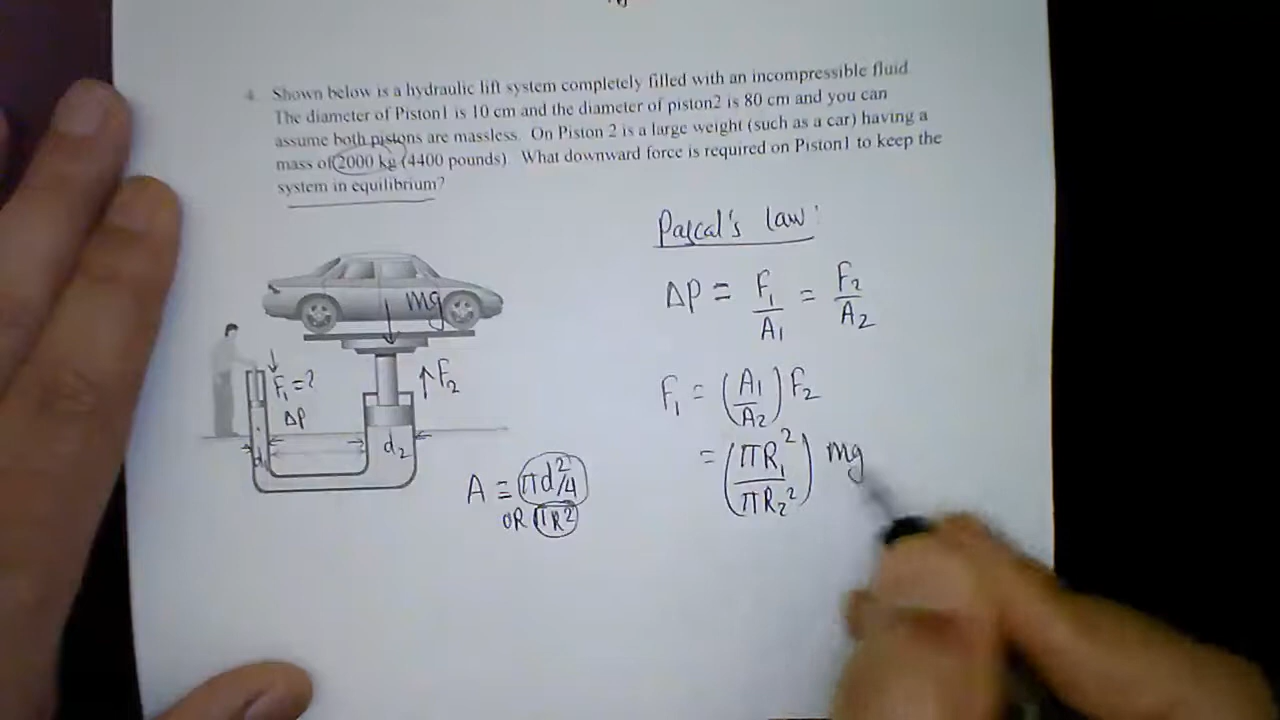 4. Shown below is a hydraulic lift system completely filled with an incompressible fluid.
The diameter of Piston1 is 10 cm and the diameter of piston2 is 80 cm and you can
assume both pistons are massless. On Piston 2 is a large weight (such as a car) having a
mass of 2000 kg (4400 pounds). What downward force is required on Piston1 to keep the
system in equilibrium?
Pascal's law:
ΔP = F₁/A₁ = F₂/A₂
mg
F₁ = ?
ΔP
↑F₂
F₁ = (A₁/A₂) F₂
d₂
= (πR₁²/πR₂²) mg
A = πd²/4
OR πR²